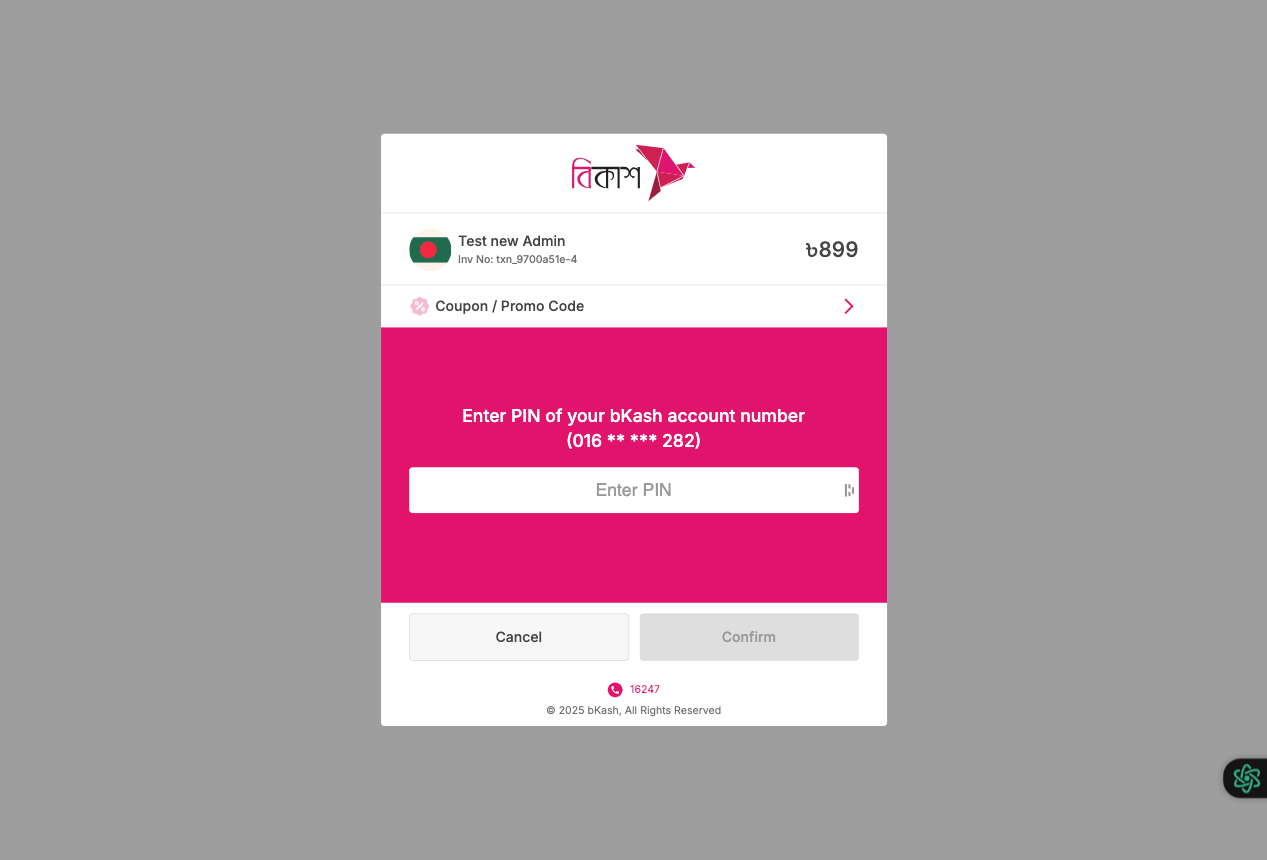 বিকাশ
Test new Admin
Inv No: txn_9700a51e-4
৳899
Coupon / Promo Code
Enter PIN of your bKash account number
(016 ** *** 282)
Enter PIN
Cancel
Confirm
16247
© 2025 bKash, All Rights Reserved